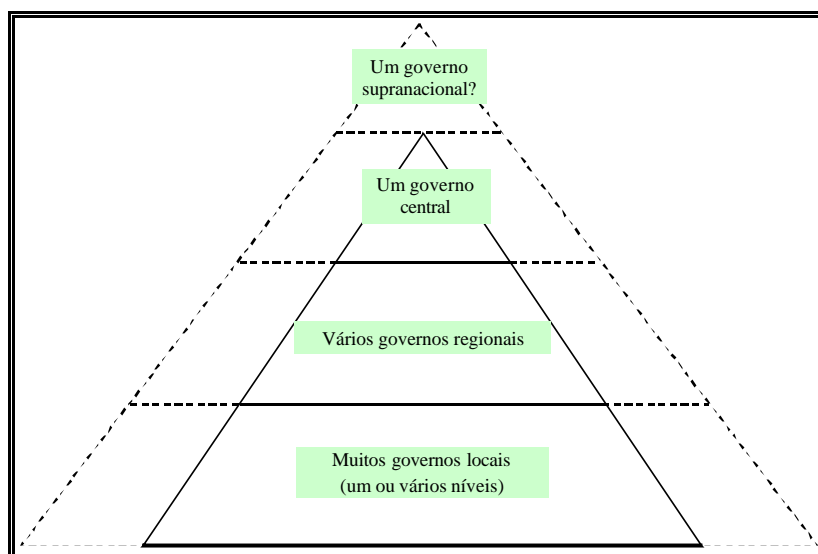 Um governo
supranacional?
Um governo
central
Vários governos regionais
Muitos governos locais
(um ou vários níveis)